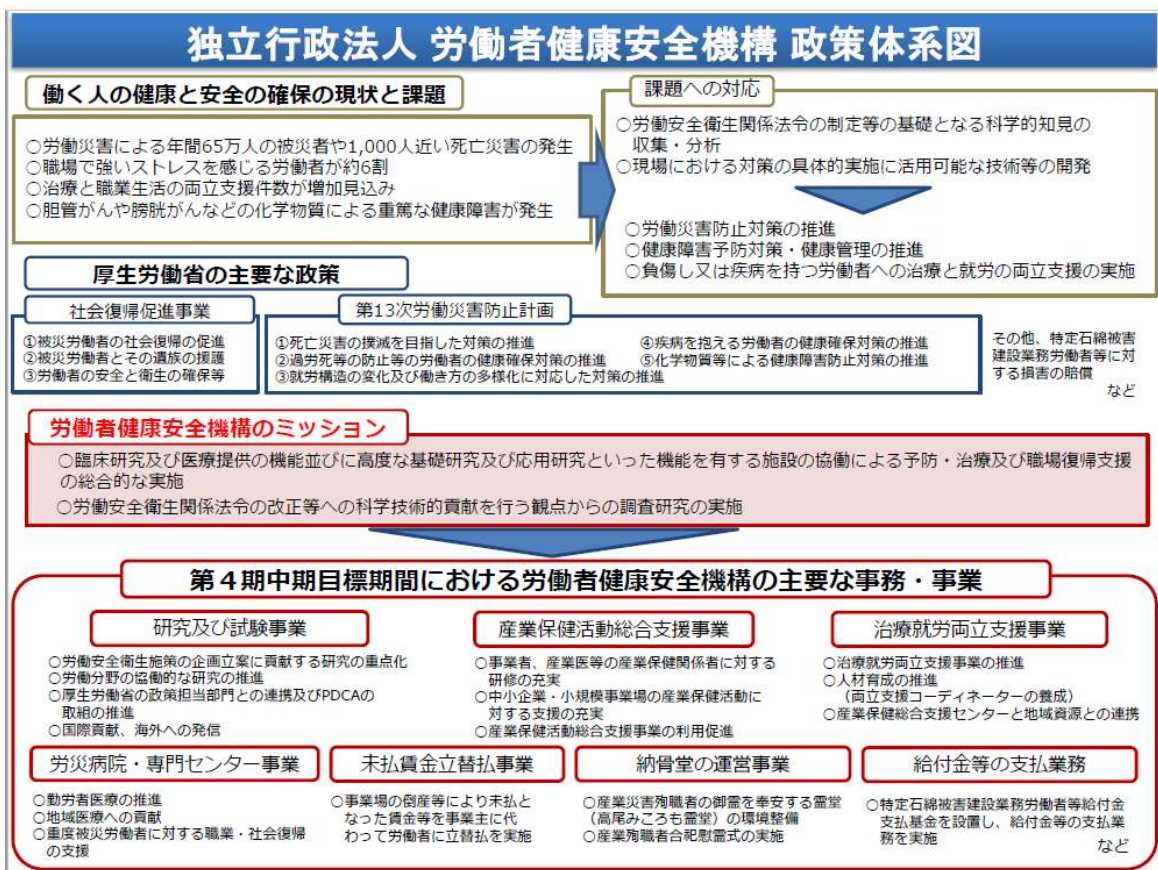 独立行政法人 労働者健康安全機構 政策体系図
働く人の健康と安全の確保の現状と課題
○労働災害による年間65万人の被災者や1,000人近い死亡災害の発生
○職場で強いストレスを感じる労働者が約6割
○治療と職業生活の両立支援件数が増加見込み
○胆管がんや膀胱がんなどの化学物質による重篤な健康障害が発生
課題への対応
○労働安全衛生関係法令の制定等の基礎となる科学的知見の
収集・分析
○現場における対策の具体的実施に活用可能な技術等の開発
○労働災害防止対策の推進
○健康障害予防対策・健康管理の推進
○負傷し又は疾病を持つ労働者への治療と就労の両立支援の実施
厚生労働省の主要な政策
社会復帰促進事業
①被災労働者の社会復帰の促進
②被災労働者とその遺族の援護
③労働者の安全と衛生の確保等
第13次労働災害防止計画
①死亡災害の撲滅を目指した対策の推進
②過労死等の防止等の労働者の健康確保対策の推進
③就労構造の変化及び働き方の多様化に対応した対策の推進
④疾病を抱える労働者の健康確保対策の推進
⑤化学物質等による健康障害防止対策の推進
その他、特定石綿被害
建設業務労働者等に対
する損害の賠償
など
労働者健康安全機構のミッション
○臨床研究及び医療提供の機能並びに高度な基礎研究及び応用研究といった機能を有する施設の協働による予防・治療及び職場復帰支援
の総合的な実施
○労働安全衛生関係法令の改正等への科学技術的貢献を行う観点からの調査研究の実施
第4期中期目標期間における労働者健康安全機構の主要な事務・事業
研究及び試験事業
○労働安全衛生施策の企画立案に貢献する研究の重点化
○労働分野の協働的な研究の推進
○厚生労働省の政策担当部門との連携及びPDCAの
取組の推進
○国際貢献、海外への発信
産業保健活動総合支援事業
○事業者、産業医等の産業保健関係者に対する
研修の充実
○中小企業・小規模事業場の産業保健活動に
対する支援の充実
○産業保健活動総合支援事業の利用促進
治療就労両立支援事業
○治療就労両立支援事業の推進
○人材育成の推進
(両立支援コーディネーターの養成)
○産業保健総合支援センターと地域資源との連携
労災病院・専門センター事業
○勤労者医療の推進
○地域医療への貢献
○重度被災労働者に対する職業・社会復帰
の支援
未払賃金立替払事業
○事業場の倒産等により未払と
なった賃金等を事業主に代
わって労働者に立替払を実施
納骨堂の運営事業
○産業災害殉職者の御霊を奉安する霊堂
(高尾みころも霊堂)の環境整備
○産業殉職者合祀慰霊式の実施
給付金等の支払業務
○特定石綿被害建設業務労働者等給付金
支払基金を設置し、給付金等の支払業
務を実施
など